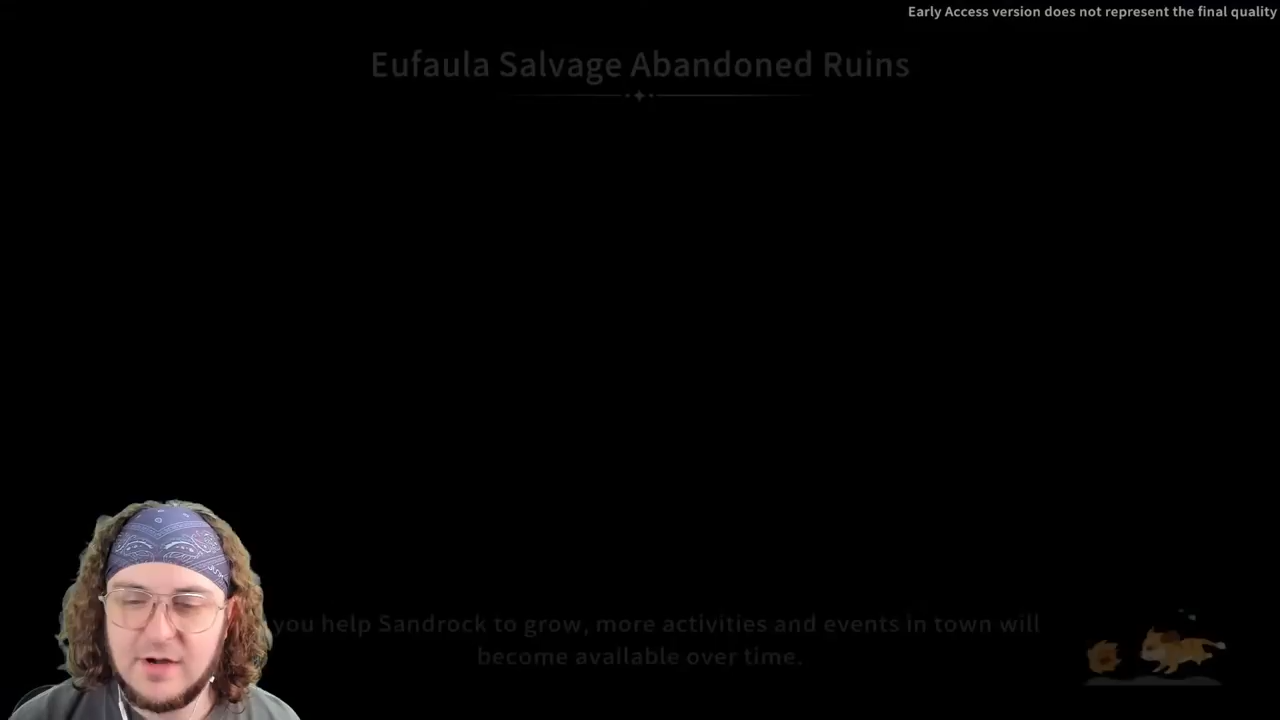 Early Access version does not represent the final quality
Eufaula Salvage Abandoned Ruins
you help Sandrock to grow, more activities and events in town will
become available over time.